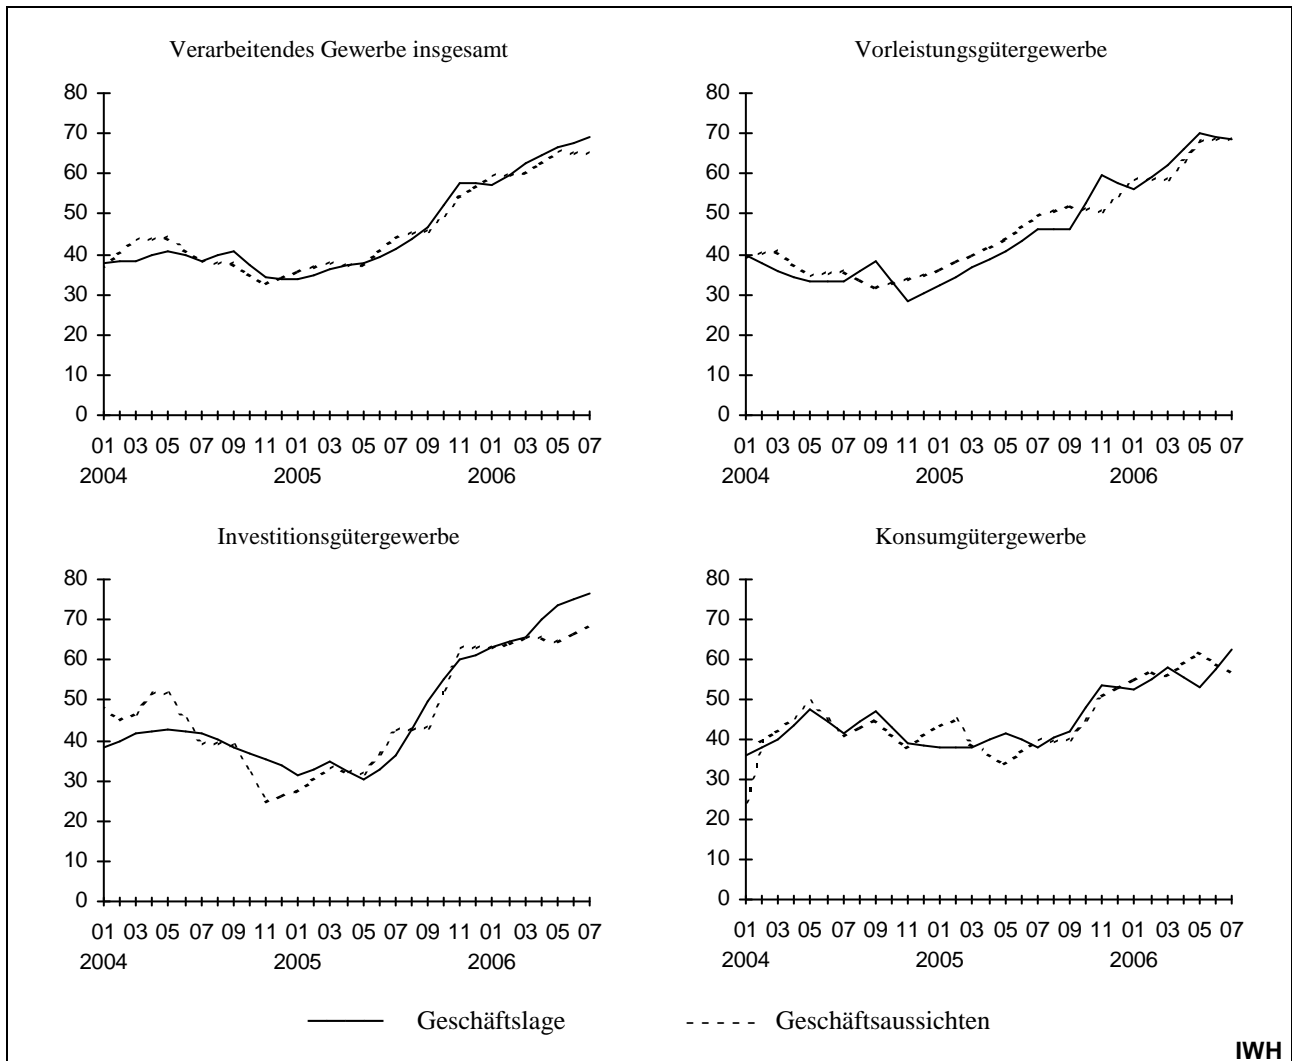 Verarbeitendes Gewerbe insgesamt
80
70
60
50
40
30
20
10
0
01 03 05 07 09 11 01 03 05 07 09 11 01 03 05 07
2004 2005 2006
Vorleistungsgütergewerbe
80
70
60
50
40
30
20
10
0
01 03 05 07 09 11 01 03 05 07 09 11 01 03 05 07
2004 2005 2006
Investitionsgütergewerbe
80
70
60
50
40
30
20
10
0
01 03 05 07 09 11 01 03 05 07 09 11 01 03 05 07
2004 2005 2006
Konsumgütergewerbe
80
70
60
50
40
30
20
10
0
01 03 05 07 09 11 01 03 05 07 09 11 01 03 05 07
2004 2005 2006
Geschäftslage Geschäftsaussichten
IWH